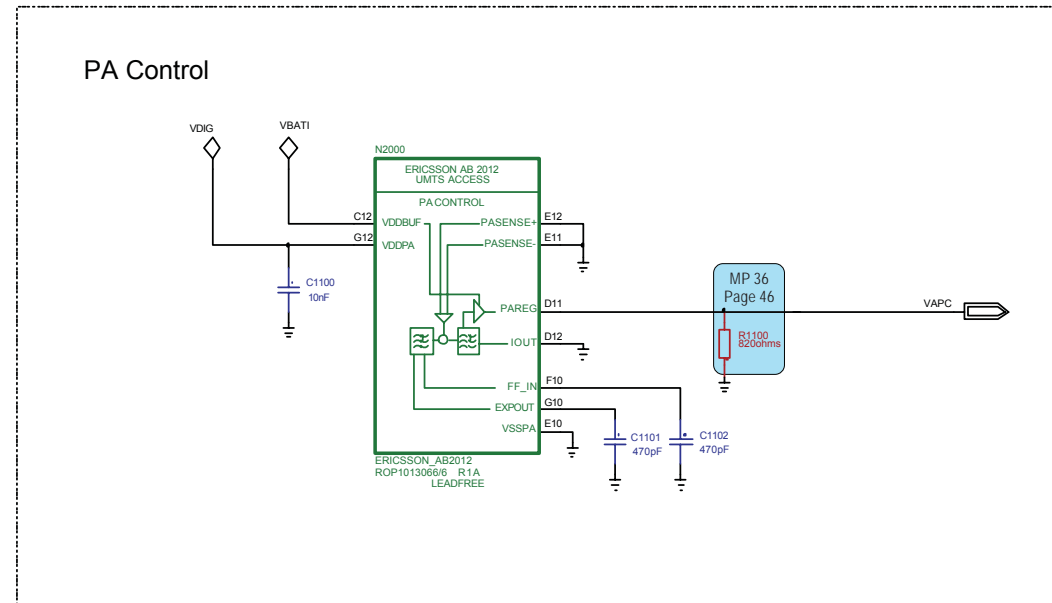 PA Control
VDIG
VBATI
N2000
ERICSSON AB 2012
UMTS ACCESS
PA CONTROL
C12
VDDBUF
PASENSE+
E12
G12
VDDPA
PASENSE-
E11
C1100
10nF
MP 36
Page 46
PAREG
D11
VAPC
R1100
820ohms
IOUT
D12
FF_IN
F10
EXPOUT
G10
VSSPA
E10
C1101
470pF
C1102
470pF
ERICSSON_AB2012
ROP1013066/6 R1A
LEADFREE